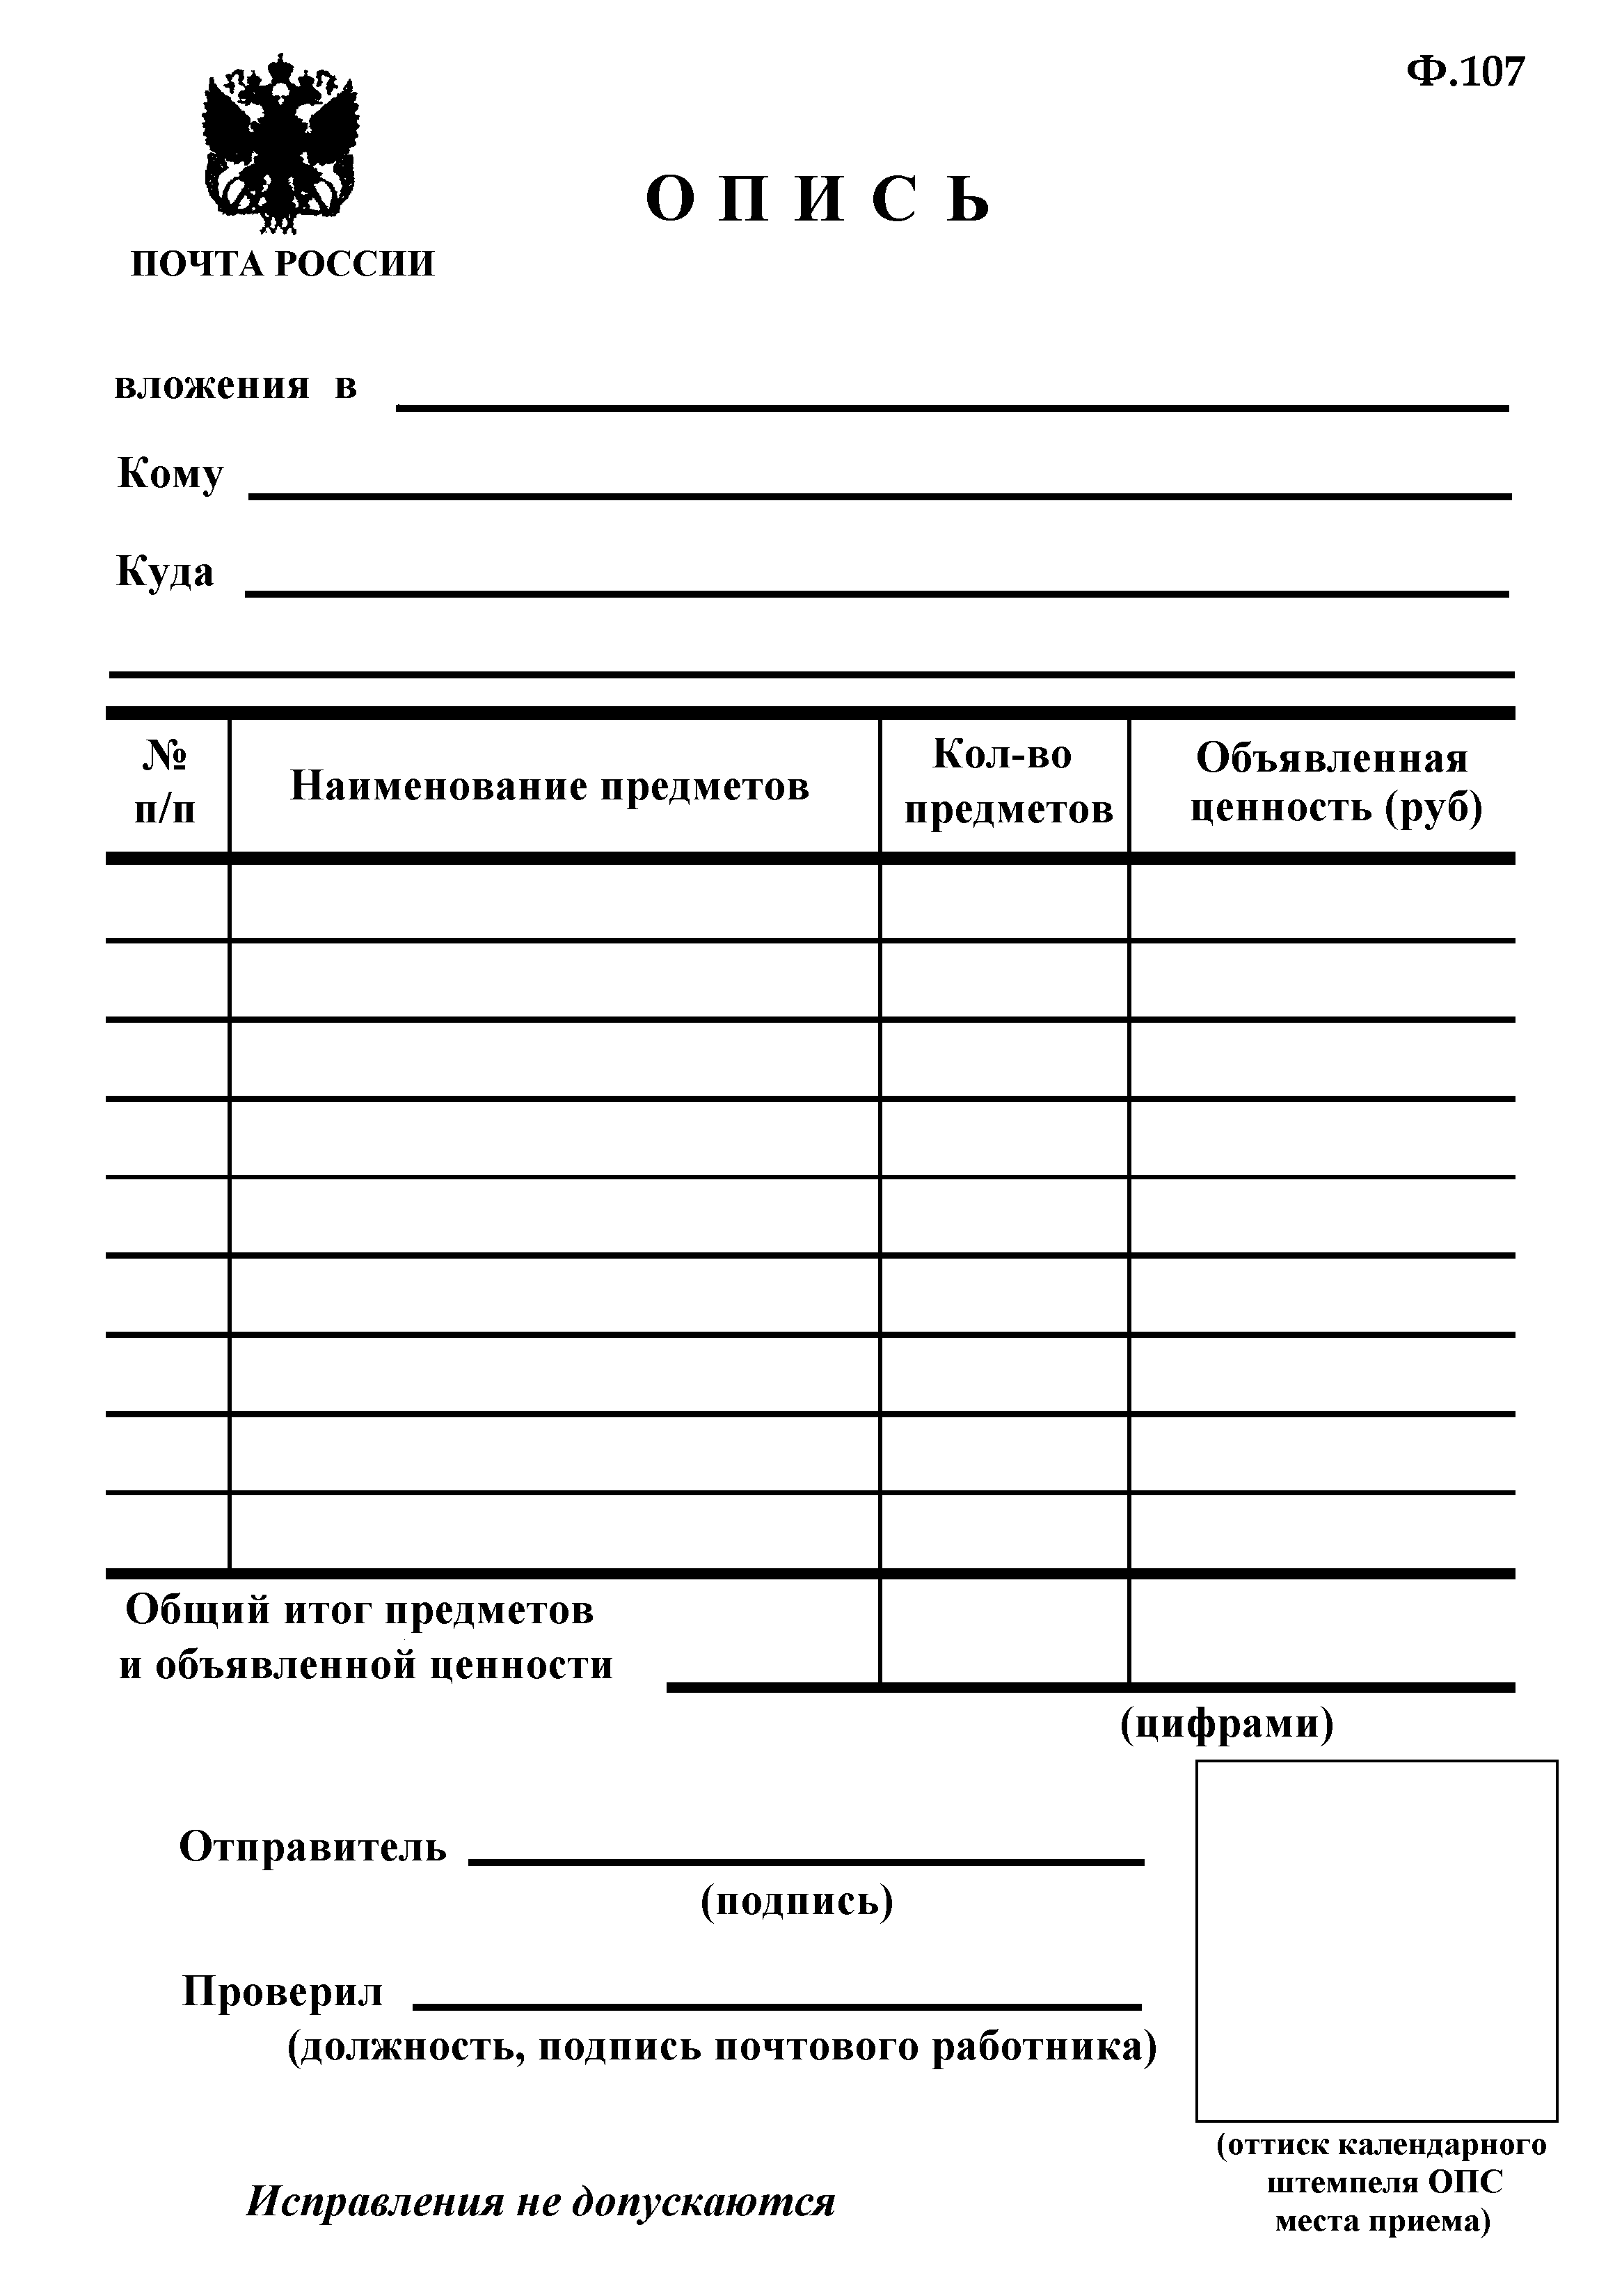 Ф.107
О П И С Ь
ПОЧТА РОССИИ
вложения в
Кому
Куда
№ п/п
Наименование предметов
Кол-во предметов
Объявленная ценность (руб)
Общий итог предметов
и объявленной ценности
(цифрами)
Отправитель
(подпись)
Проверил
(должность, подпись почтового работника)
(оттиск календарного
штемпеля ОПС
места приема)
Исправления не допускаются